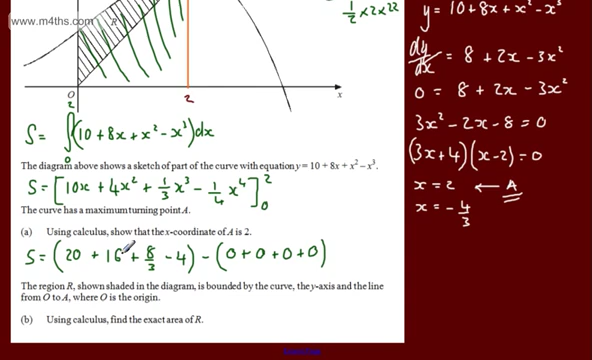 www.m4ths.com
R
1/2 × 2 × 22
O
2
x
S = ∫₀² (10 + 8x + x² - x³) dx
The diagram above shows a sketch of part of the curve with equation y = 10 + 8x + x² – x³.
S = [10x + 4x² + 1/3 x³ - 1/4 x⁴]₀²
The curve has a maximum turning point A.
(a) Using calculus, show that the x-coordinate of A is 2.
S = (20 + 16 + 8/3 - 4) - (0 + 0 + 0 + 0)
The region R, shown shaded in the diagram, is bounded by the curve, the y-axis and the line
from O to A, where O is the origin.
(b) Using calculus, find the exact area of R.
y = 10 + 8x + x² - x³
dy/dx = 8 + 2x - 3x²
0 = 8 + 2x - 3x²
3x² - 2x - 8 = 0
(3x + 4)(x - 2) = 0
x = 2 ← A
x = - 4/3